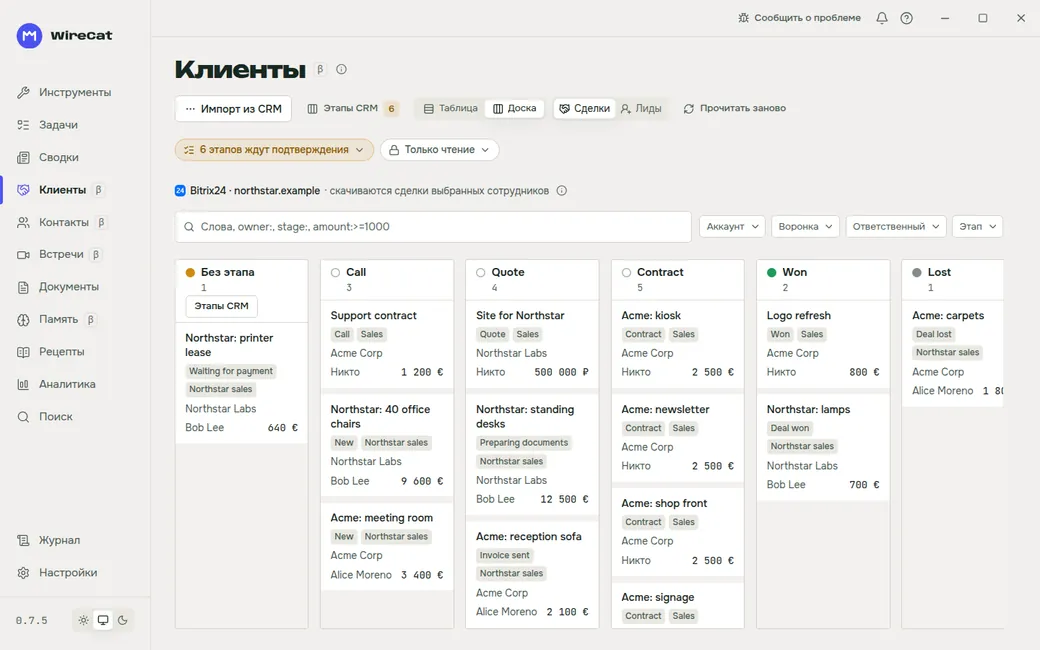 wirecat
Сообщить о проблеме
Инструменты
Задачи
Сводки
Клиенты β
Контакты β
Встречи β
Документы
Память β
Рецепты
Аналитика
Поиск
Журнал
Настройки
0.7.5
Клиенты β
Импорт из CRM
Этапы CRM 6
Таблица
Доска
Сделки
Лиды
Прочитать заново
6 этапов ждут подтверждения
Только чтение
24 Bitrix24 · northstar.example · скачиваются сделки выбранных сотрудников
Слова, owner:, stage:, amount:>=1000
Аккаунт
Воронка
Ответственный
Этап
Без этапа
1
Этапы CRM
Northstar: printer
lease
Waiting for payment
Northstar sales
Northstar Labs
Bob Lee 640 €
Call
3
Support contract
Call Sales
Acme Corp
Никто 1 200 €
Northstar: 40 office
chairs
New Northstar sales
Northstar Labs
Bob Lee 9 600 €
Acme: meeting room
New Northstar sales
Acme Corp
Alice Moreno 3 400 €
Quote
4
Site for Northstar
Quote Sales
Northstar Labs
Никто 500 000 ₽
Northstar: standing
desks
Preparing documents
Northstar sales
Northstar Labs
Bob Lee 12 500 €
Acme: reception sofa
Invoice sent
Northstar sales
Acme Corp
Alice Moreno 2 100 €
Contract
5
Acme: kiosk
Contract Sales
Acme Corp
Никто 2 500 €
Acme: newsletter
Contract Sales
Acme Corp
Никто 2 500 €
Acme: shop front
Contract Sales
Acme Corp
Никто 2 500 €
Acme: signage
Contract Sales
Won
2
Logo refresh
Won Sales
Acme Corp
Никто 800 €
Northstar: lamps
Deal won
Northstar sales
Northstar Labs
Bob Lee 700 €
Lost
1
Acme: carpets
Deal lost
Northstar sales
Acme Corp
Alice Moreno 1 80